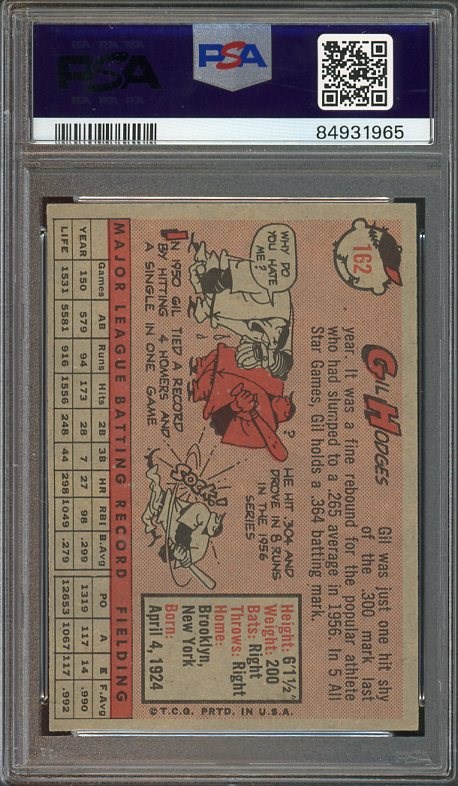 PSA
PSA
84931965
162
GIL HODGES
Gil was just one hit shy
of the .300 mark last
year. It was a fine rebound for the popular athlete
who had slumped to a .265 average in 1956. In 5 All
Star Games, Gil holds a .364 batting mark.
WHY DO
YOU HATE
ME?
IN 1950 GIL TIED A RECORD
BY HITTING 4 HOMERS AND
A SINGLE IN ONE GAME
?
HE HIT .304 AND
DROVE IN 8 RUNS
IN THE 1956
SERIES
SOCK!
Height: 6'1½"
Weight: 200
Bats: Right
Throws: Right
Home:
Brooklyn,
New York
Born:
April 4, 1924
MAJOR LEAGUE BATTING RECORD FIELDING
Games AB Runs Hits 2B 3B HR RBI B.Avg PO A E F.Avg
YEAR 150 579 94 173 28 7 27 98 .299 1319 117 14 .990
LIFE 1531 5581 916 1556 248 44 298 1049 .279 12653 1067 117 .992
©T.C.G. PRTD. IN U.S.A.